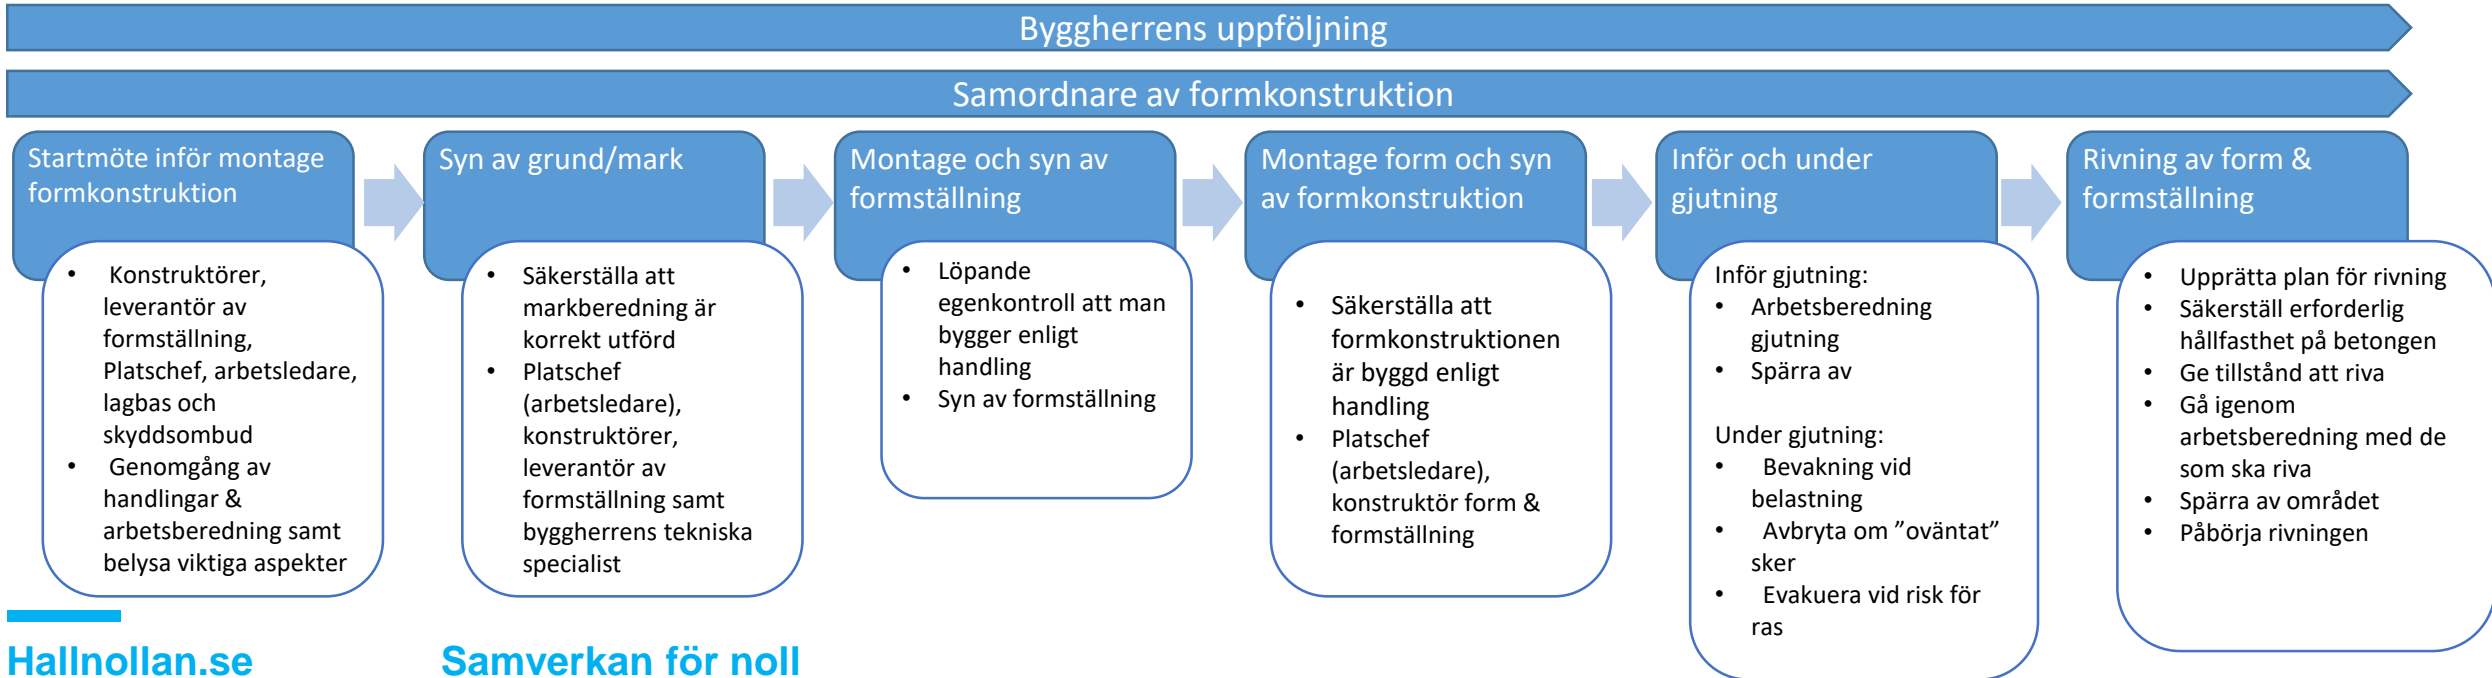 Byggherrens uppföljning
Samordnare av formkonstruktion
Startmöte inför montage
formkonstruktion
• Konstruktörer,
leverantör av
formställning,
Platschef, arbetsledare,
lagbas och
skyddsombud
• Genomgång av
handlingar &
arbetsberedning samt
belysa viktiga aspekter
Syn av grund/mark
• Säkerställa att
markberedning är
korrekt utförd
• Platschef
(arbetsledare),
konstruktörer,
leverantör av
formställning samt
byggherrens tekniska
specialist
Montage och syn av
formställning
• Löpande
egenkontroll att man
bygger enligt
handling
• Syn av formställning
Montage form och syn
av formkonstruktion
• Säkerställa att
formkonstruktionen
är byggd enligt
handling
• Platschef
(arbetsledare),
konstruktör form &
formställning
Inför och under
gjutning
Inför gjutning:
• Arbetsberedning
gjutning
• Spärra av
Under gjutning:
• Bevakning vid
belastning
• Avbryta om ”oväntat”
sker
• Evakuera vid risk för
ras
Rivning av form &
formställning
• Upprätta plan för rivning
• Säkerställ erforderlig
hållfasthet på betongen
• Ge tillstånd att riva
• Gå igenom
arbetsberedning med de
som ska riva
• Spärra av området
• Påbörja rivningen
Hallnollan.se
Samverkan för noll